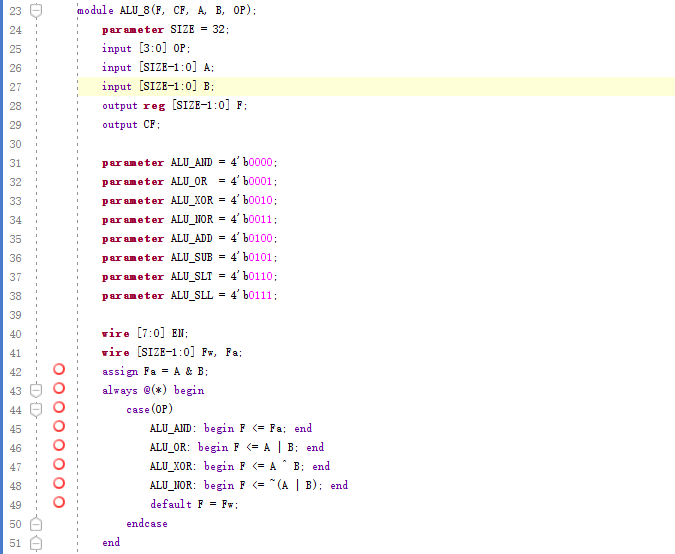 23 module ALU_8(F, CF, A, B, OP);
24 parameter SIZE = 32;
25 input [3:0] OP;
26 input [SIZE-1:0] A;
27 input [SIZE-1:0] B;
28 output reg [SIZE-1:0] F;
29 output CF;
30
31 parameter ALU_AND = 4'b0000;
32 parameter ALU_OR  = 4'b0001;
33 parameter ALU_XOR = 4'b0010;
34 parameter ALU_NOR = 4'b0011;
35 parameter ALU_ADD = 4'b0100;
36 parameter ALU_SUB = 4'b0101;
37 parameter ALU_SLT = 4'b0110;
38 parameter ALU_SLL = 4'b0111;
39
40 wire [7:0] EN;
41 wire [SIZE-1:0] Fw, Fa;
42 assign Fa = A & B;
43 always @(*) begin
44 case(OP)
45 ALU_AND: begin F <= Fa; end
46 ALU_OR: begin F <= A | B; end
47 ALU_XOR: begin F <= A ^ B; end
48 ALU_NOR: begin F <= ~(A | B); end
49 default F = Fw;
50 endcase
51 end